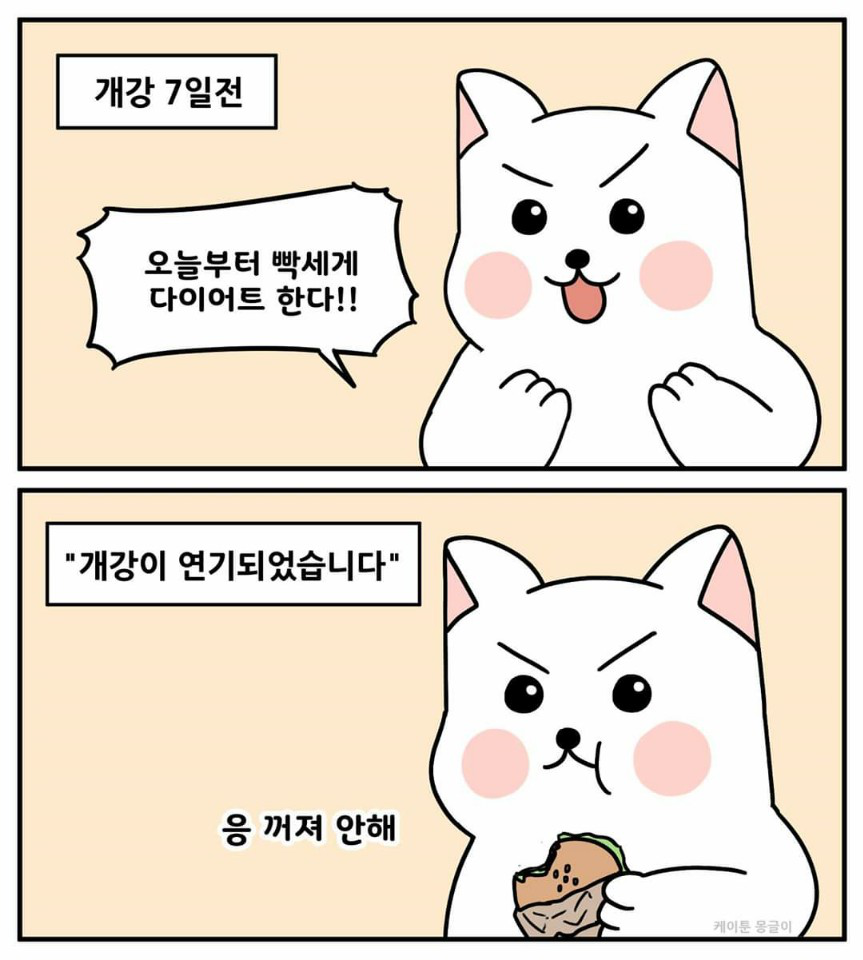 개강 7일전
오늘부터 빡세게
다이어트 한다!!
"개강이 연기되었습니다"
응 꺼져 안해
케이툰 몽글이